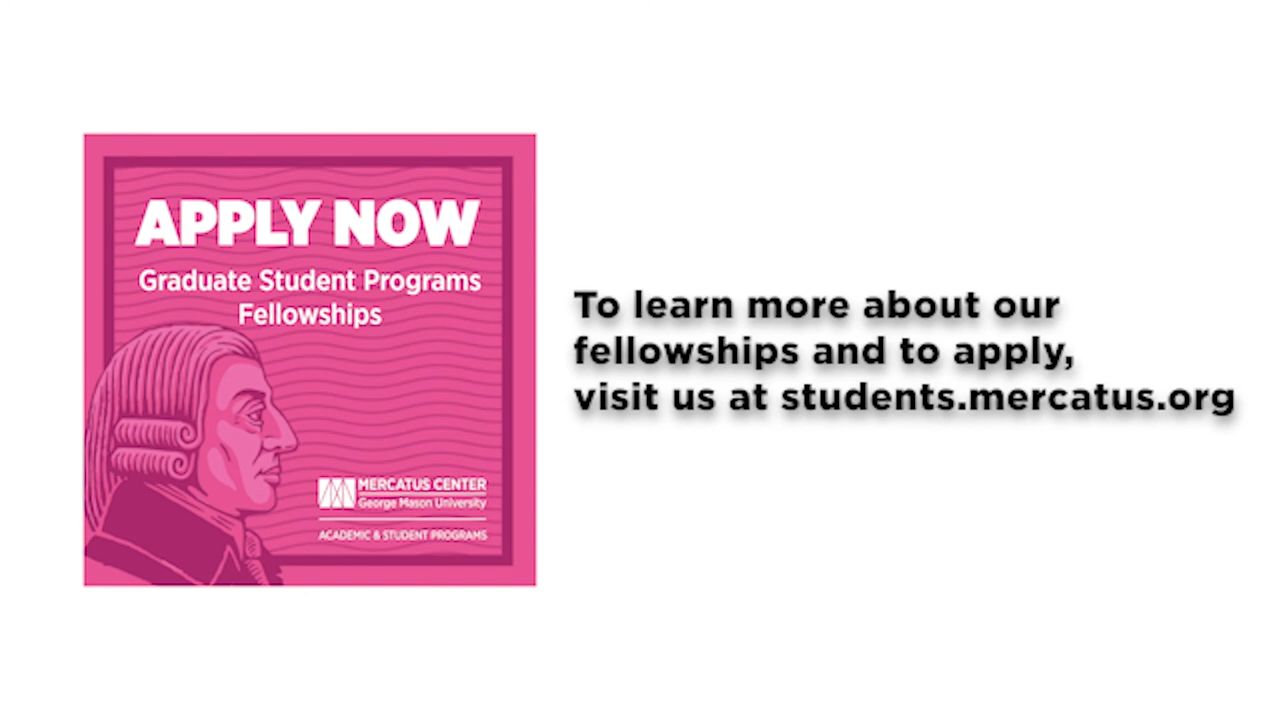 APPLY NOW
Graduate Student Programs
Fellowships
MERCATUS CENTER
George Mason University
ACADEMIC & STUDENT PROGRAMS
To learn more about our
fellowships and to apply,
visit us at students.mercatus.org